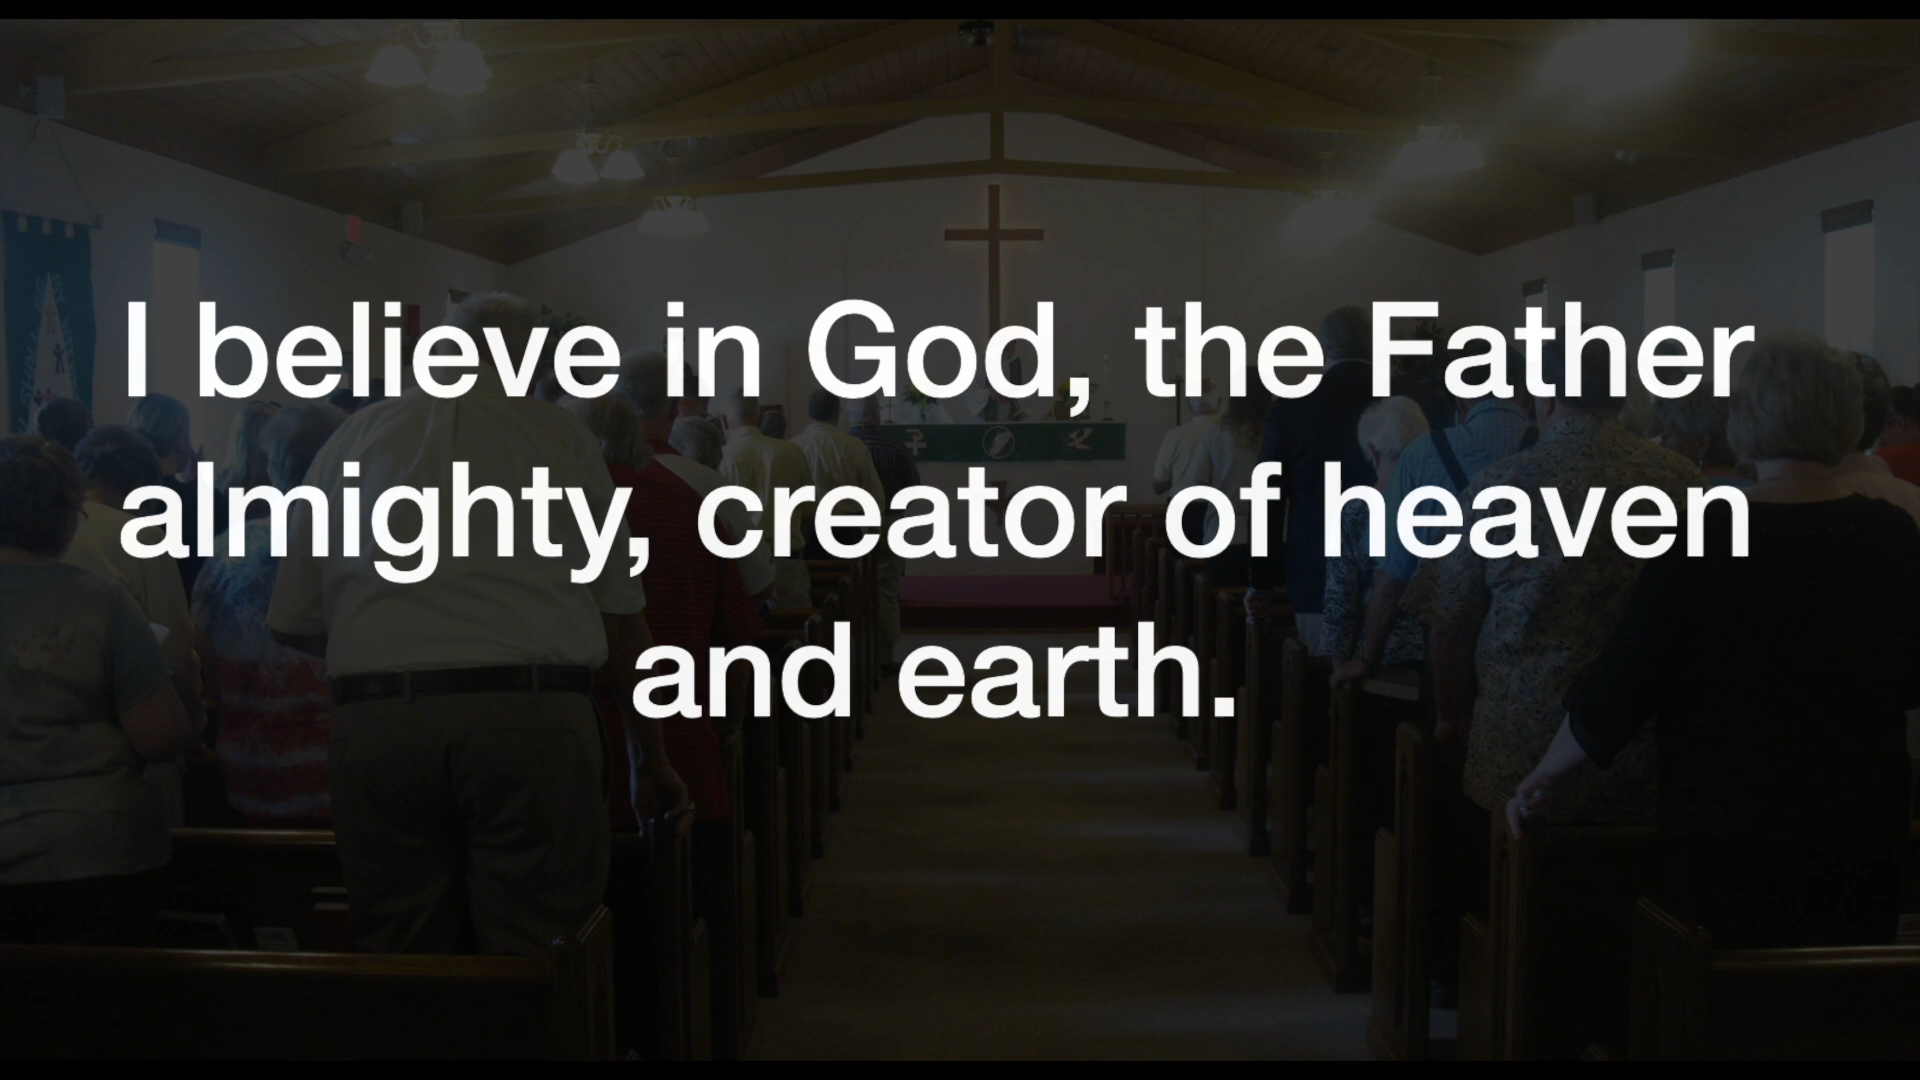 I believe in God, the Father
almighty, creator of heaven
and earth.